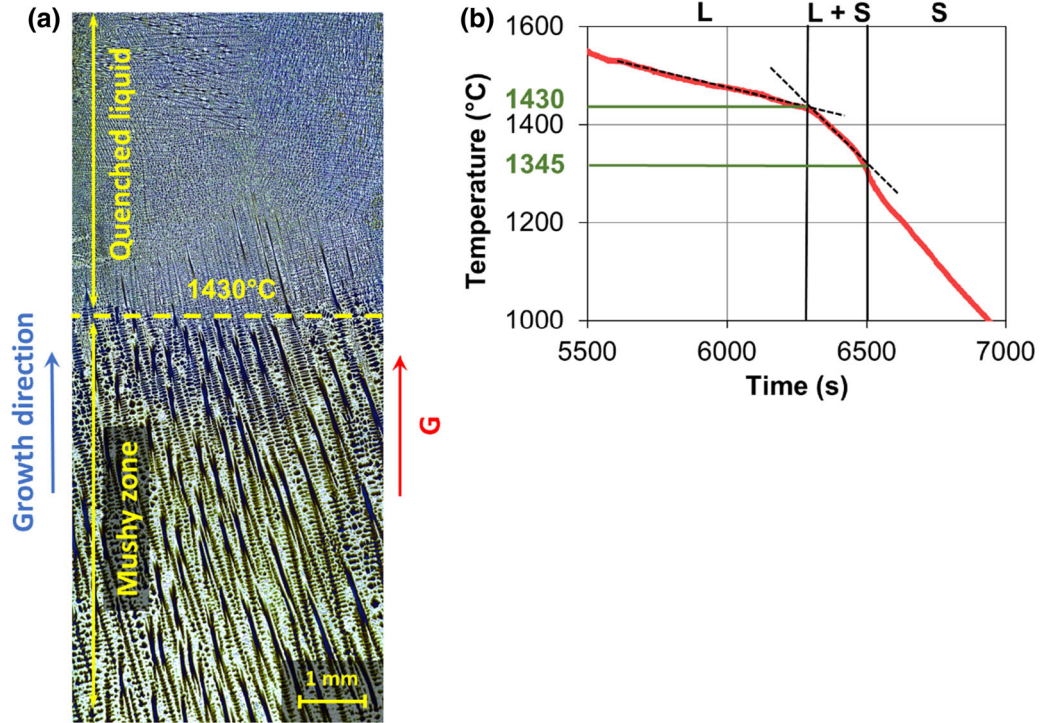 (a)
Quenched liquid
1430°C
Growth direction
Mushy zone
G
1 mm
(b)
L L + S S
Temperature (°C)
1600
1430
1400
1345
1200
1000
5500 6000 6500 7000
Time (s)